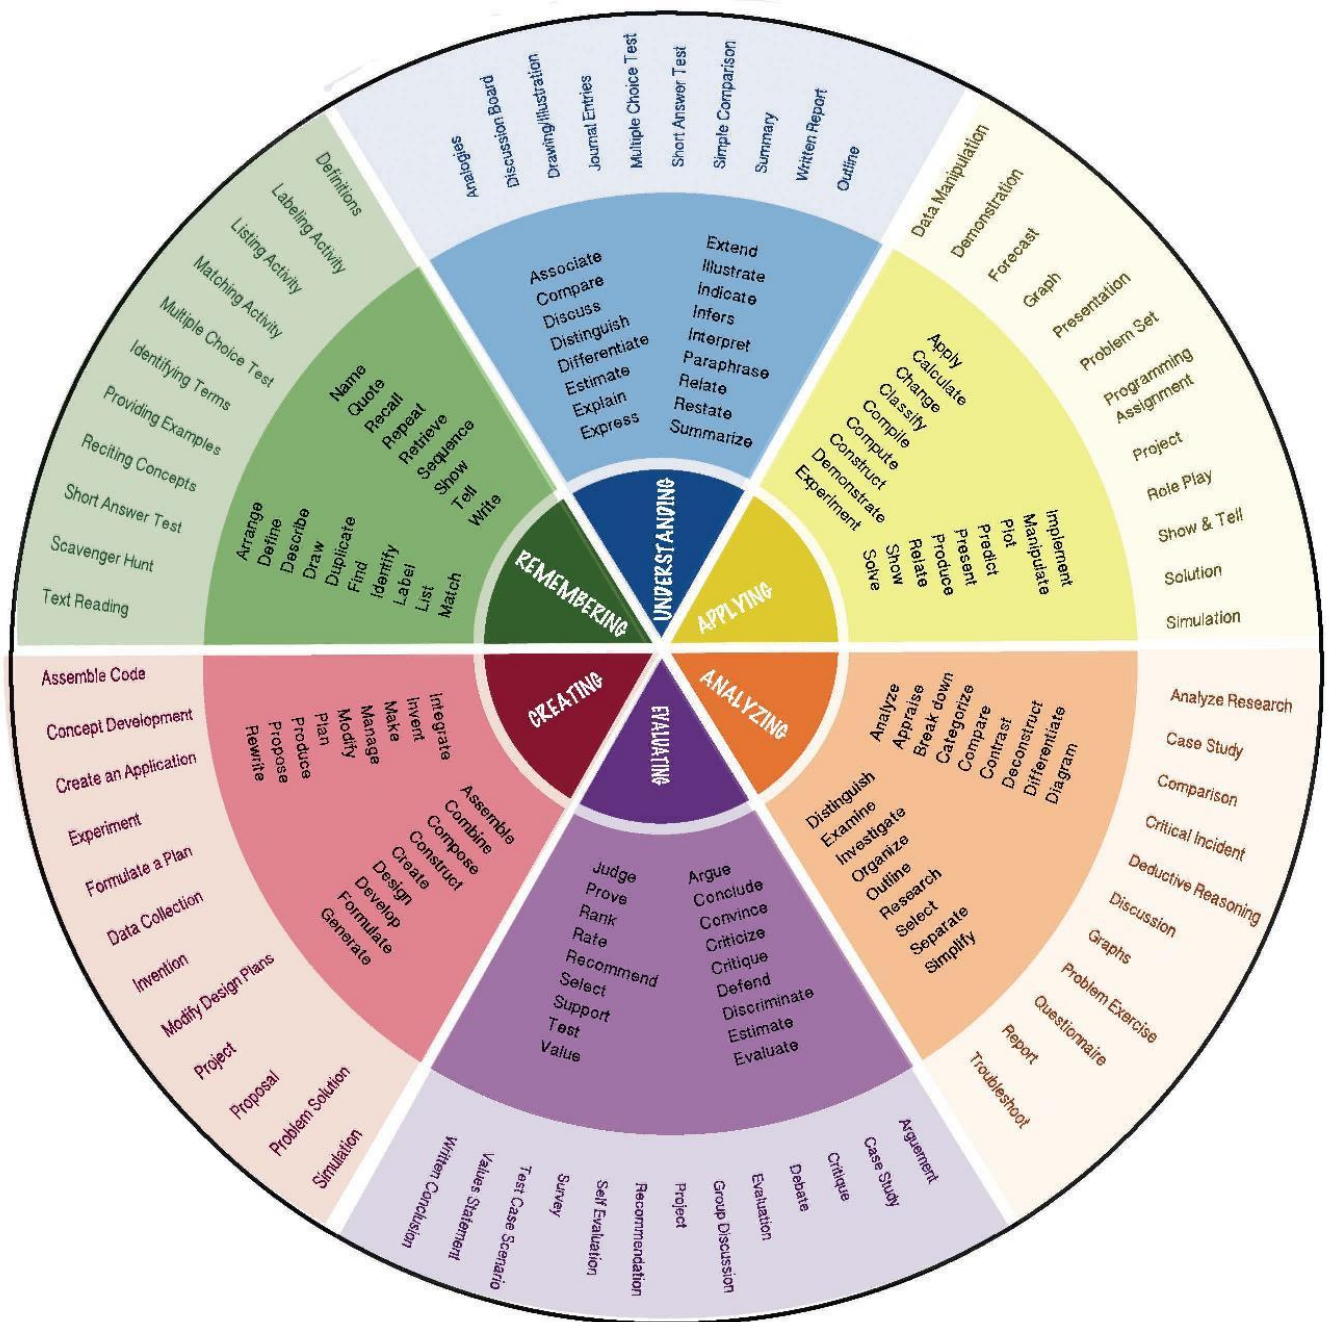 REMEMBERING
Name
Quote
Recall
Repeat
Retrieve
Sequence
Show
Tell
Write
Arrange
Define
Describe
Draw
Duplicate
Find
Identify
Label
List
Match
Definitions
Labeling Activity
Listing Activity
Matching Activity
Multiple Choice Test
Identifying Terms
Providing Examples
Reciting Concepts
Short Answer Test
Scavenger Hunt
Text Reading
UNDERSTANDING
Associate
Compare
Discuss
Distinguish
Differentiate
Estimate
Explain
Express
Extend
Illustrate
Indicate
Infers
Interpret
Paraphrase
Relate
Restate
Summarize
Analogies
Discussion Board
Drawing/Illustration
Journal Entries
Multiple Choice Test
Short Answer Test
Simple Comparison
Summary
Written Report
Outline
APPLYING
Apply
Calculate
Change
Classify
Compile
Compute
Construct
Demonstrate
Experiment
Implement
Manipulate
Plot
Predict
Present
Produce
Relate
Show
Solve
Data Manipulation
Demonstration
Forecast
Graph
Presentation
Problem Set
Programming
Assignment
Project
Role Play
Show & Tell
Solution
Simulation
ANALYZING
Analyze
Appraise
Break down
Categorize
Compare
Contrast
Deconstruct
Differentiate
Diagram
Distinguish
Examine
Investigate
Organize
Outline
Research
Select
Separate
Simplify
Analyze Research
Case Study
Comparison
Critical Incident
Deductive Reasoning
Discussion
Graphs
Problem Exercise
Questionnaire
Report
Troubleshoot
EVALUATING
Argue
Conclude
Convince
Criticize
Critique
Defend
Discriminate
Estimate
Evaluate
Judge
Prove
Rank
Rate
Recommend
Select
Support
Test
Value
Arguement
Case Study
Critique
Debate
Evaluation
Group Discussion
Project
Recommendation
Self Evaluation
Survey
Test Case Scenario
Values Statement
Written Conclusion
CREATING
Assemble
Combine
Compose
Construct
Create
Design
Develop
Formulate
Generate
Integrate
Invent
Make
Manage
Modify
Plan
Produce
Propose
Rewrite
Assemble Code
Concept Development
Create an Application
Experiment
Formulate a Plan
Data Collection
Invention
Modify Design Plans
Project
Proposal
Problem Solution
Simulation